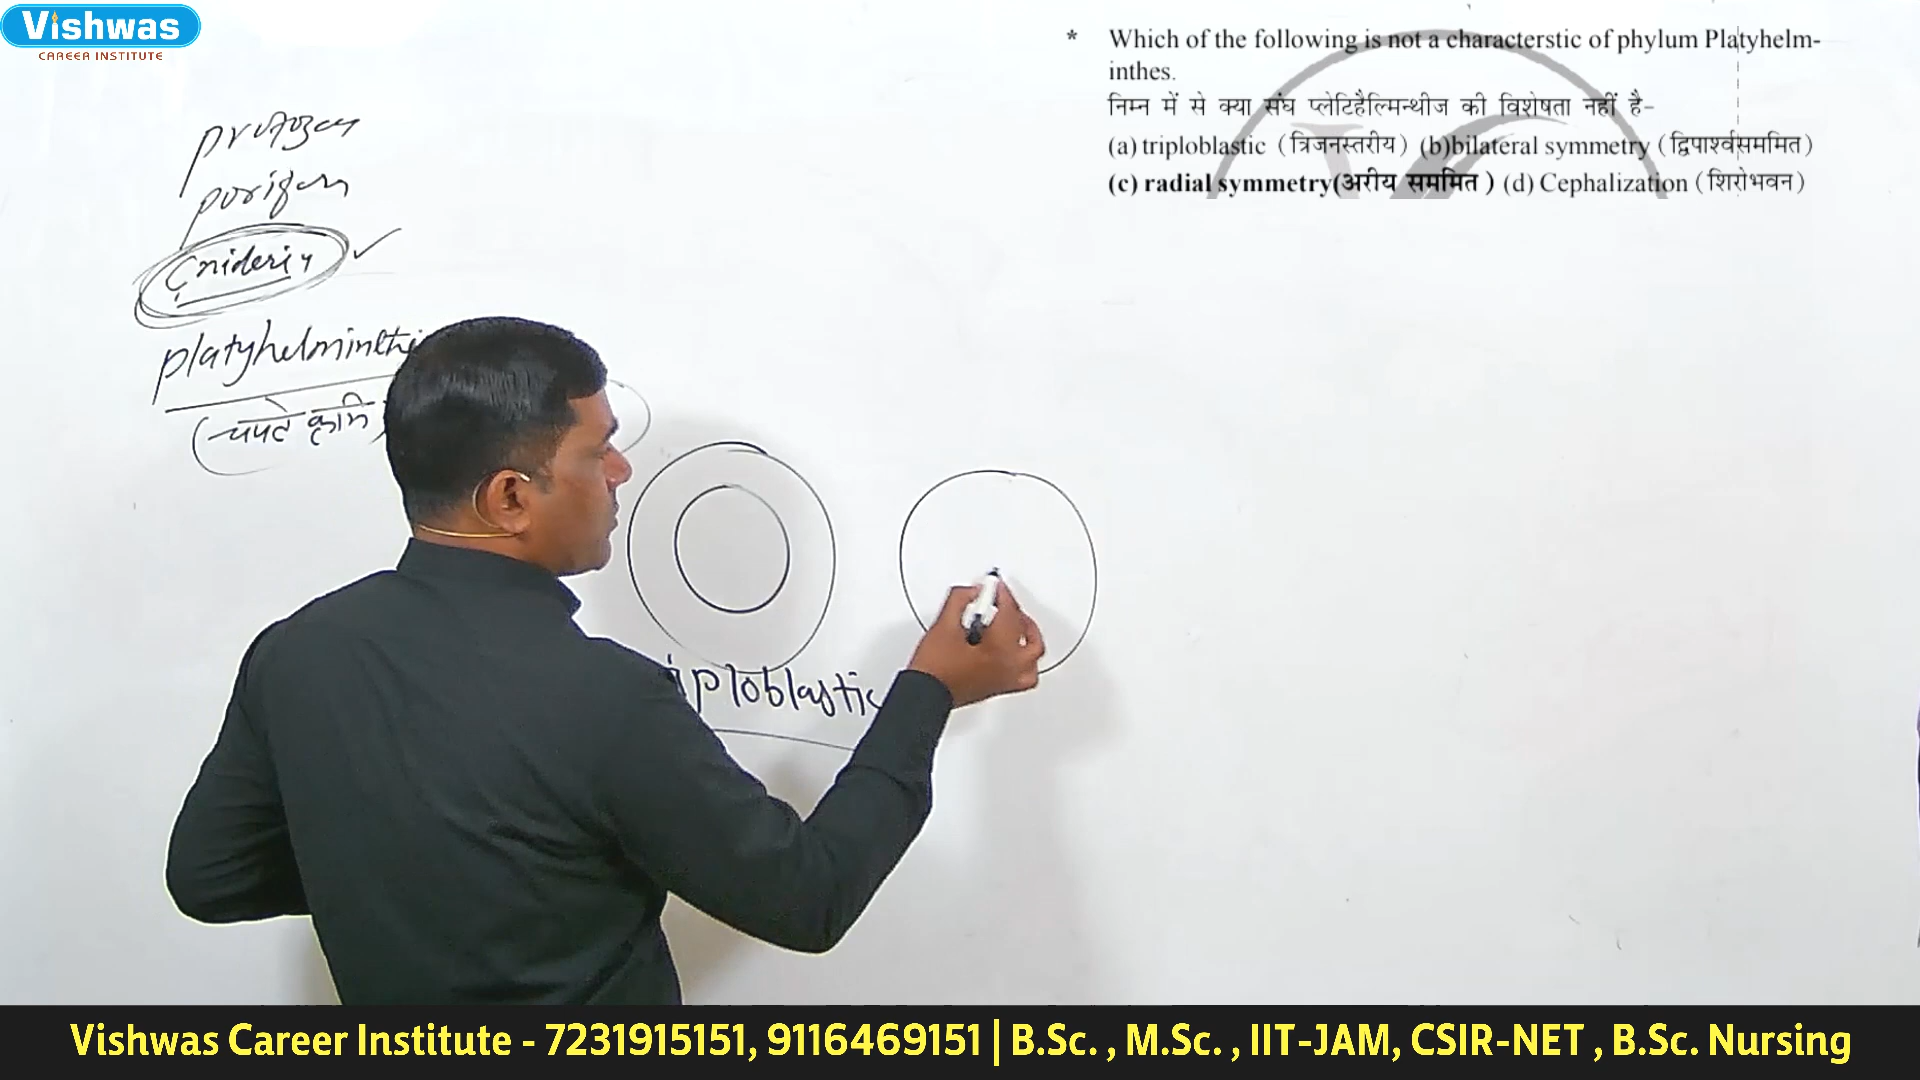 Vishwas
CAREER INSTITUTE
* Which of the following is not a characterstic of phylum Platyhelm-
inthes.
निम्न में से क्या संघ प्लेटिहैल्मिन्थीज की विशेषता नहीं है-
(a) triploblastic (त्रिजनस्तरीय) (b)bilateral symmetry (द्विपार्श्वसममित)
(c) radial symmetry(अरीय सममित ) (d) Cephalization (शिरोभवन)
protozoa
porifera
Cnideria
platyhelminthi
(चपटे कृमि)
iploblastic
Vishwas Career Institute - 7231915151, 9116469151 | B.Sc. , M.Sc. , IIT-JAM, CSIR-NET , B.Sc. Nursing